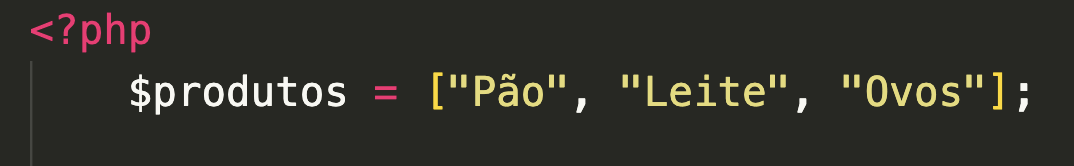 <?php
$produtos = ["Pão", "Leite", "Ovos"];